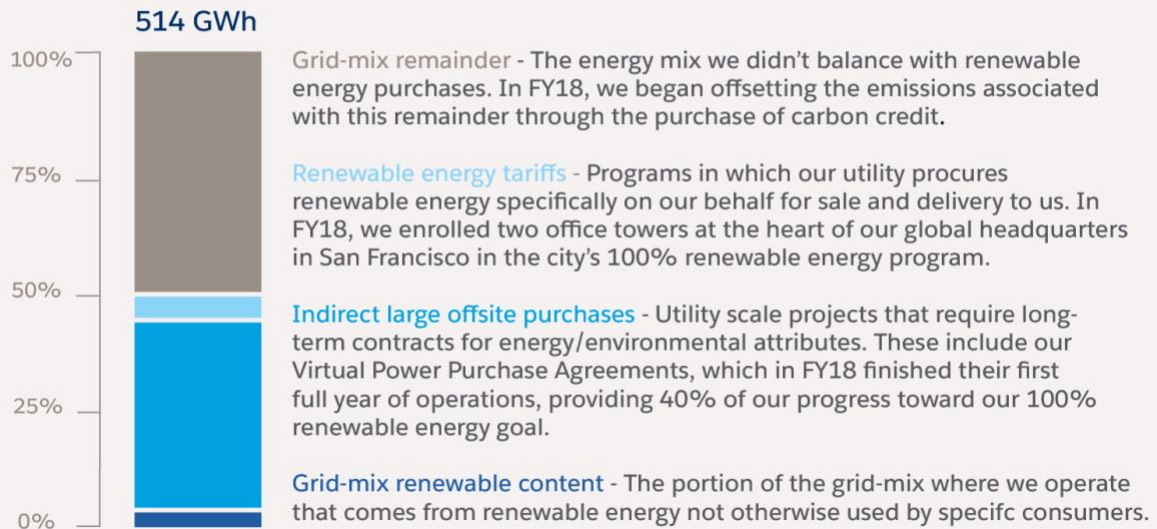 514 GWh
100%
Grid-mix remainder - The energy mix we didn’t balance with renewable
energy purchases. In FY18, we began offsetting the emissions associated
with this remainder through the purchase of carbon credit.
75%
Renewable energy tariffs - Programs in which our utility procures
renewable energy specifically on our behalf for sale and delivery to us. In
FY18, we enrolled two office towers at the heart of our global headquarters
in San Francisco in the city’s 100% renewable energy program.
50%
Indirect large offsite purchases - Utility scale projects that require long-
term contracts for energy/environmental attributes. These include our
Virtual Power Purchase Agreements, which in FY18 finished their first
full year of operations, providing 40% of our progress toward our 100%
renewable energy goal.
25%
Grid-mix renewable content - The portion of the grid-mix where we operate
that comes from renewable energy not otherwise used by specifc consumers.
0%